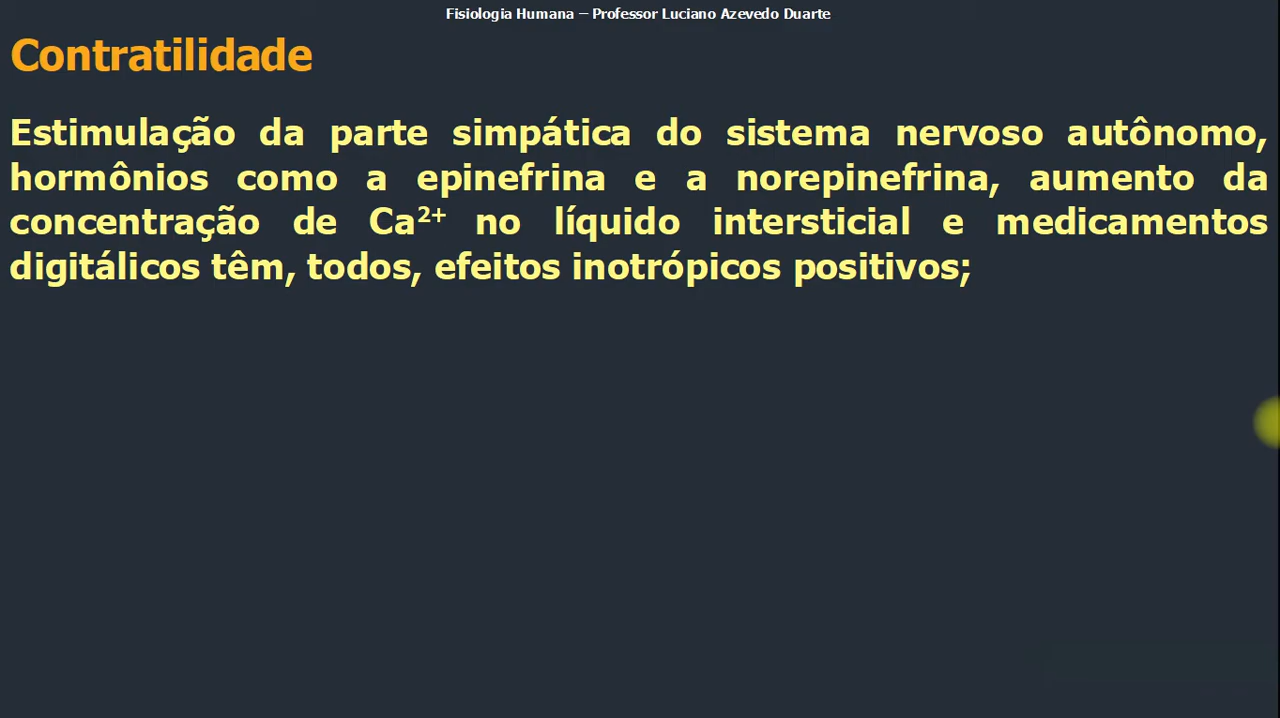 Fisiologia Humana – Professor Luciano Azevedo Duarte
Contratilidade
Estimulação da parte simpática do sistema nervoso autônomo,
hormônios como a epinefrina e a norepinefrina, aumento da
concentração de Ca²⁺ no líquido intersticial e medicamentos
digitálicos têm, todos, efeitos inotrópicos positivos;